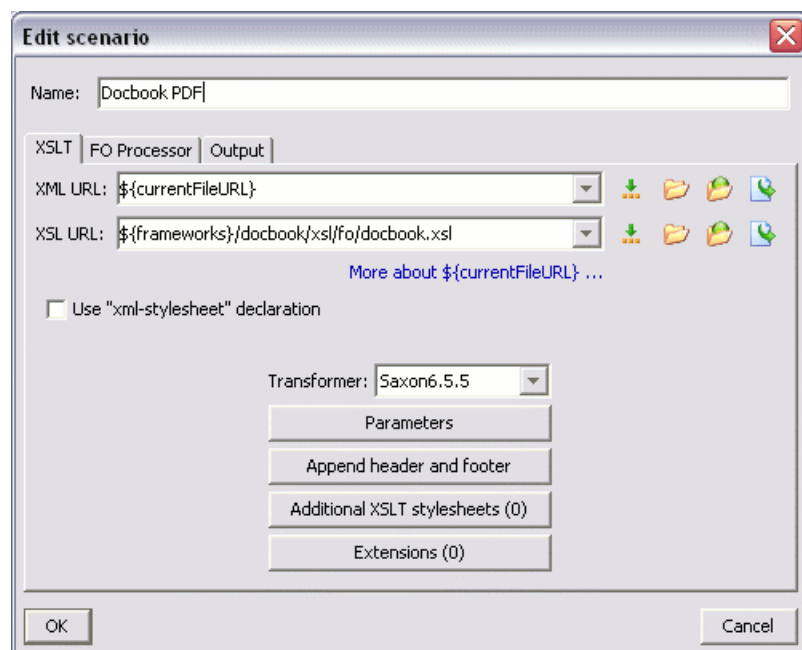 Edit scenario
Name: Docbook PDF
XSLT FO Processor Output
XML URL: ${currentFileURL}
XSL URL: ${frameworks}/docbook/xsl/fo/docbook.xsl
More about ${currentFileURL} ...
Use "xml-stylesheet" declaration
Transformer: Saxon6.5.5
Parameters
Append header and footer
Additional XSLT stylesheets (0)
Extensions (0)
OK Cancel